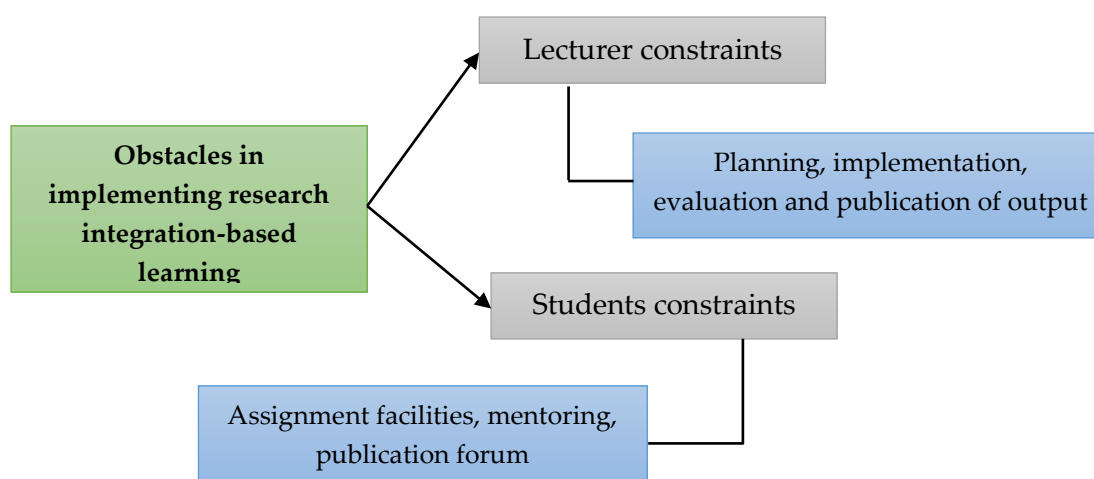 Lecturer constraints
Obstacles in
implementing research
integration-based
learning
Planning, implementation,
evaluation and publication of output
Students constraints
Assignment facilities, mentoring,
publication forum